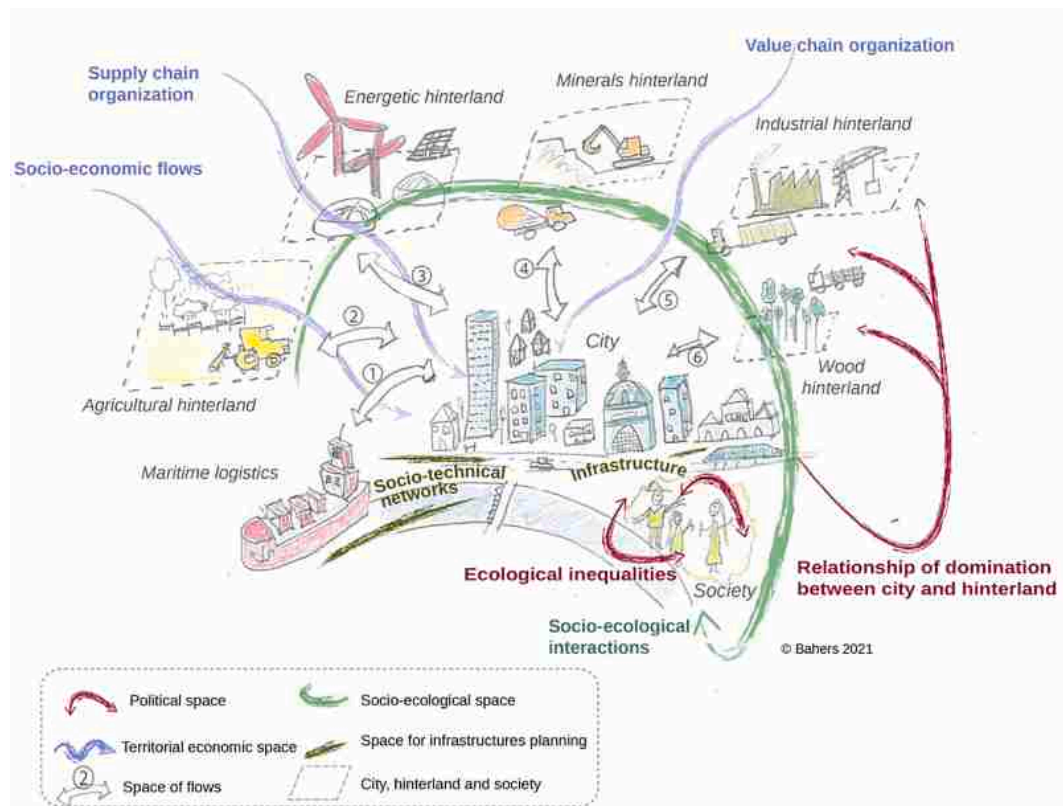 Value chain organization
Supply chain
organization
Energetic hinterland
Minerals hinterland
Industrial hinterland
Socio-economic flows
③
④
⑤
②
City
⑥
①
Wood
hinterland
Agricultural hinterland
Maritime logistics
Socio-technical
networks
Infrastructure
Ecological inequalities
Society
Relationship of domination
between city and hinterland
Socio-ecological
interactions
© Bahers 2021
Political space
Socio-ecological space
Territorial economic space
Space for infrastructures planning
②
Space of flows
City, hinterland and society